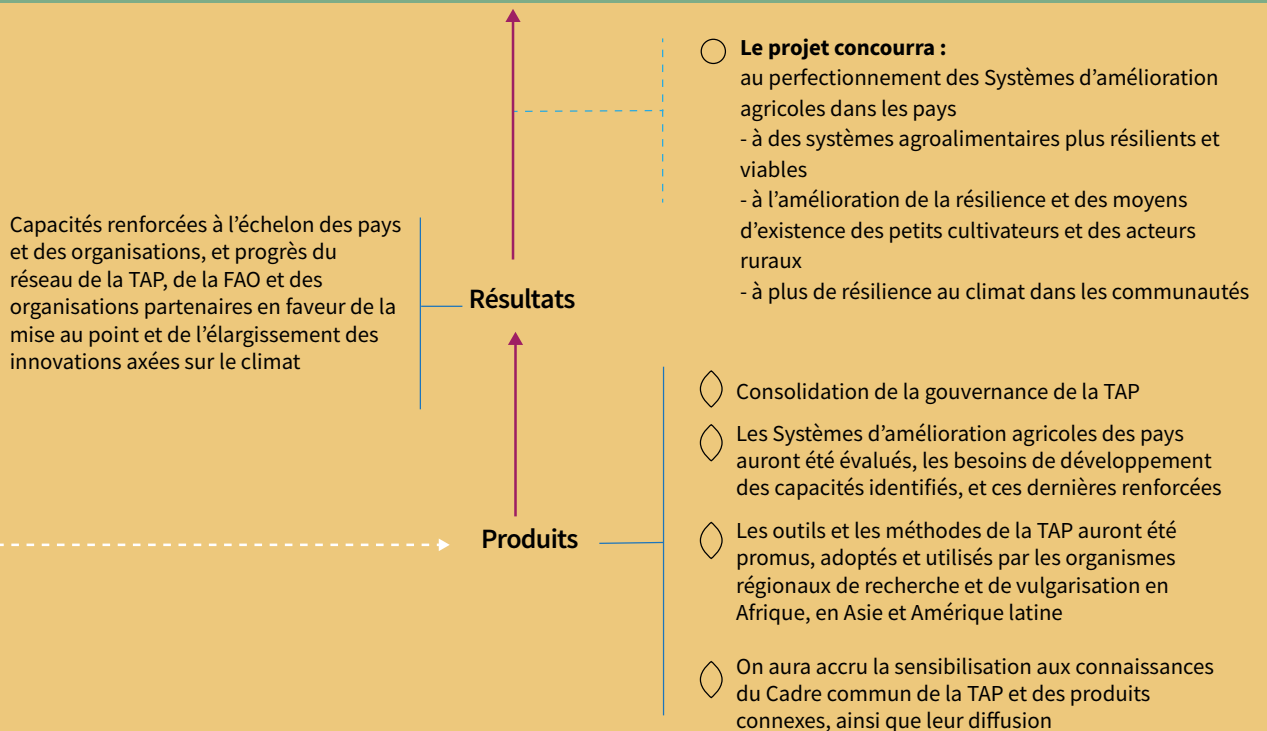 Le projet concourra :
au perfectionnement des Systèmes d'amélioration
agricoles dans les pays
- à des systèmes agroalimentaires plus résilients et
viables
- à l'amélioration de la résilience et des moyens
d'existence des petits cultivateurs et des acteurs
ruraux
- à plus de résilience au climat dans les communautés
Capacités renforcées à l'échelon des pays
et des organisations, et progrès du
réseau de la TAP, de la FAO et des
organisations partenaires en faveur de la
mise au point et de l'élargissement des
innovations axées sur le climat
Résultats
Produits
Consolidation de la gouvernance de la TAP
Les Systèmes d'amélioration agricoles des pays
auront été évalués, les besoins de développement
des capacités identifiés, et ces dernières renforcées
Les outils et les méthodes de la TAP auront été
promus, adoptés et utilisés par les organismes
régionaux de recherche et de vulgarisation en
Afrique, en Asie et Amérique latine
On aura accru la sensibilisation aux connaissances
du Cadre commun de la TAP et des produits
connexes, ainsi que leur diffusion